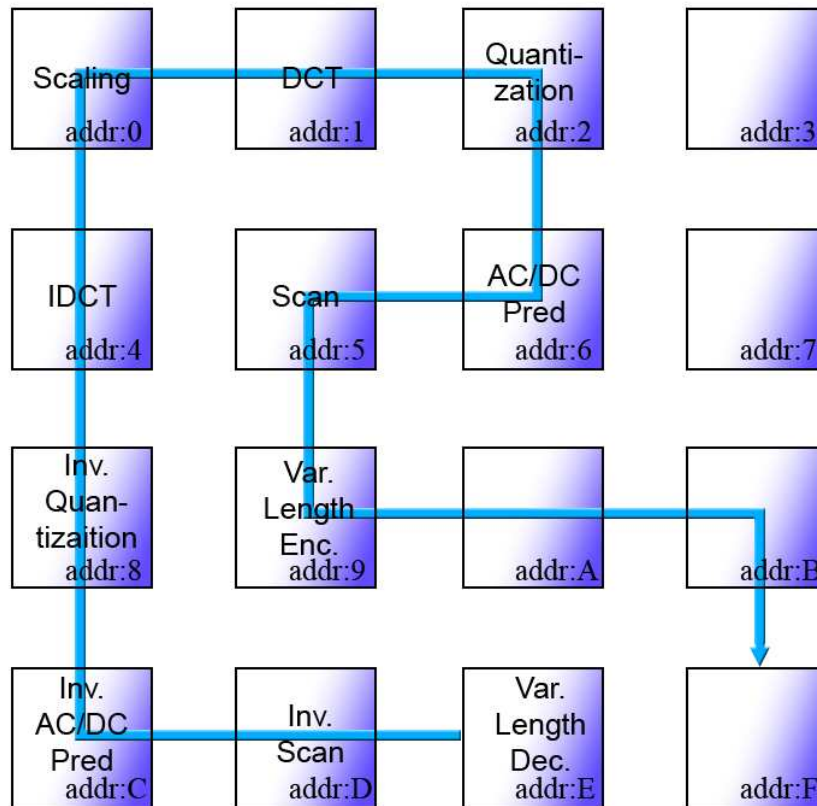 Scaling
addr:0
DCT
addr:1
Quanti-
zation
addr:2
addr:3
IDCT
addr:4
Scan
addr:5
AC/DC
Pred
addr:6
addr:7
Inv.
Quan-
tizaition
addr:8
Var.
Length
Enc.
addr:9
addr:A
addr:B
Inv.
AC/DC
Pred
addr:C
Inv.
Scan
addr:D
Var.
Length
Dec.
addr:E
addr:F